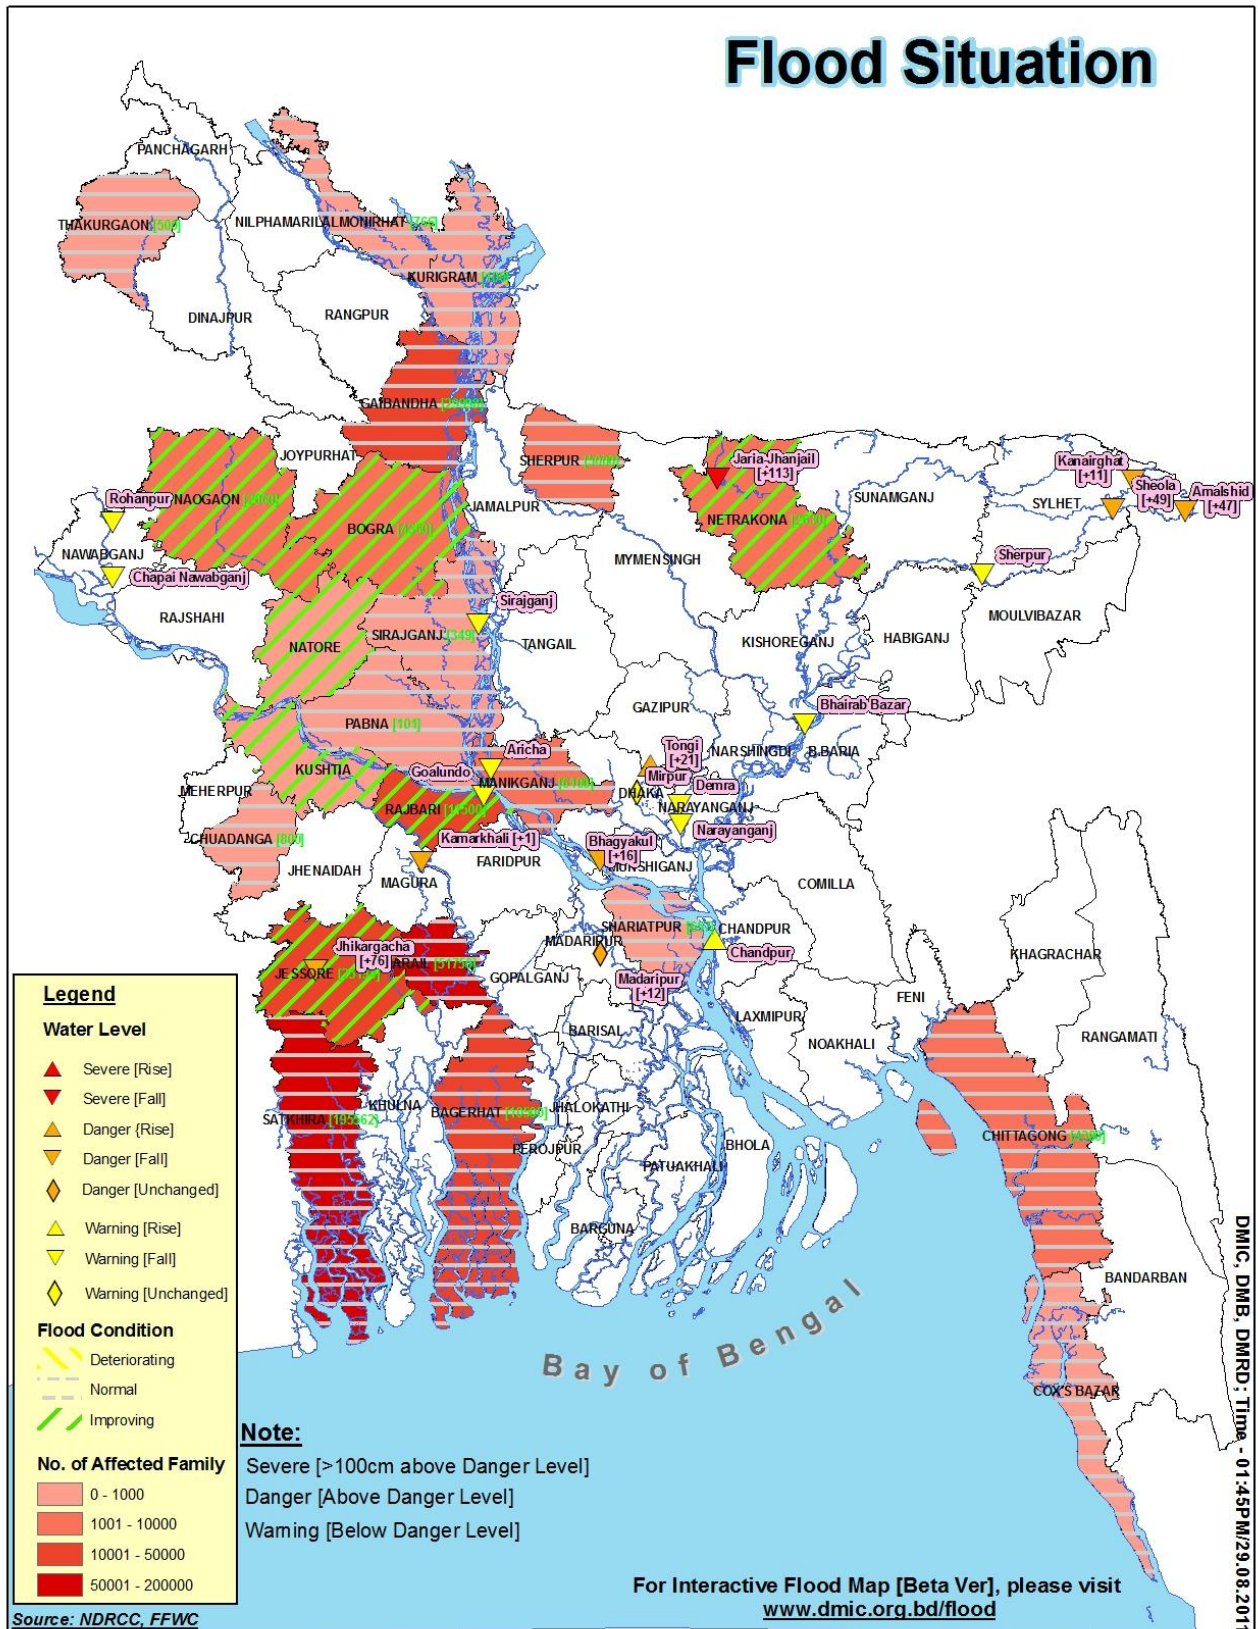 Flood Situation
PANCHAGARH
THAKURGAON [500]
NILPHAMARI
LALMONIRHAT
KURIGRAM
DINAJPUR
RANGPUR
GAIBANDHA
JOYPURHAT
SHERPUR
Jaria-Jhanjail
[+113]
Kanairghat
[+11]
Sheola
[+49]
Amalshid
[+47]
Rohanpur
NAOGAON
BOGRA
JAMALPUR
NETRAKONA
SUNAMGANJ
SYLHET
NAWABGANJ
Chapai Nawabganj
MYMENSINGH
Sherpur
RAJSHAHI
Sirajganj
SIRAJGANJ [349]
NATORE
TANGAIL
KISHOREGANJ
HABIGANJ
MOULVIBAZAR
PABNA [101]
GAZIPUR
Bhairab Bazar
KUSHTIA
Aricha
Goalundo
MANIKGANJ
Tongi
[+21]
Mirpur
NARSHINGDI
B.BARIA
DHAKA
Demra
MEHERPUR
RAJBARI
NARAYANGANJ
Narayanganj
CHUADANGA [800]
Kamarkhali [+1]
FARIDPUR
Bhagyakul
[+16]
JHENAIDAH
MAGURA
COMILLA
SHARIATPUR
CHANDPUR
Chandpur
Jhikargacha
[+76]
JESSORE
MADARIPUR
GOPALGANJ
Madaripur
[+12]
KHAGRACHAR
FENI
LAXMIPUR
BARISAL
NOAKHALI
RANGAMATI
SATKHIRA
KHULNA
BAGERHAT
JHALOKATHI
PEROJPUR
BHOLA
PATUAKHALI
CHITTAGONG
BARGUNA
BANDARBAN
COX'S BAZAR
Bay of Bengal
Legend
Water Level
Severe [Rise]
Severe [Fall]
Danger {Rise]
Danger [Fall]
Danger [Unchanged]
Warning [Rise]
Warning [Fall]
Warning [Unchanged]
Flood Condition
Deteriorating
Normal
Improving
No. of Affected Family
0 - 1000
1001 - 10000
10001 - 50000
50001 - 200000
Source: NDRCC, FFWC
Note:
Severe [>100cm above Danger Level]
Danger [Above Danger Level]
Warning [Below Danger Level]
For Interactive Flood Map [Beta Ver], please visit
www.dmic.org.bd/flood
DMIC, DMB, DMRD; Time - 01:45PM/29.08.2011